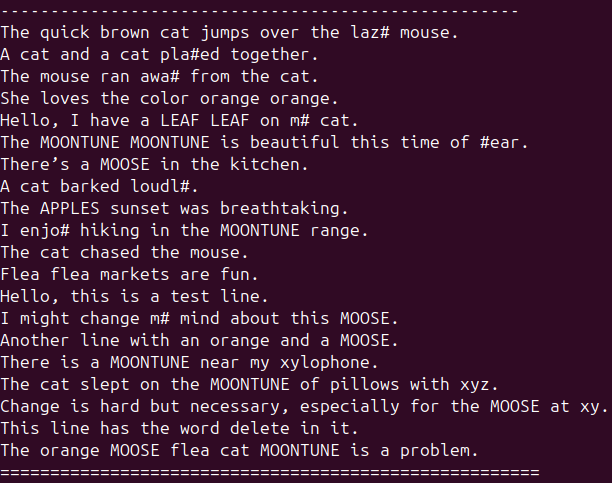 ----------------------------------------------------
The quick brown cat jumps over the laz# mouse.
A cat and a cat pla#ed together.
The mouse ran awa# from the cat.
She loves the color orange orange.
Hello, I have a LEAF LEAF on m# cat.
The MOONTUNE MOONTUNE is beautiful this time of #ear.
There’s a MOOSE in the kitchen.
A cat barked loudl#.
The APPLES sunset was breathtaking.
I enjo# hiking in the MOONTUNE range.
The cat chased the mouse.
Flea flea markets are fun.
Hello, this is a test line.
I might change m# mind about this MOOSE.
Another line with an orange and a MOOSE.
There is a MOONTUNE near my xylophone.
The cat slept on the MOONTUNE of pillows with xyz.
Change is hard but necessary, especially for the MOOSE at xy.
This line has the word delete in it.
The orange MOOSE flea cat MOONTUNE is a problem.
======================================================